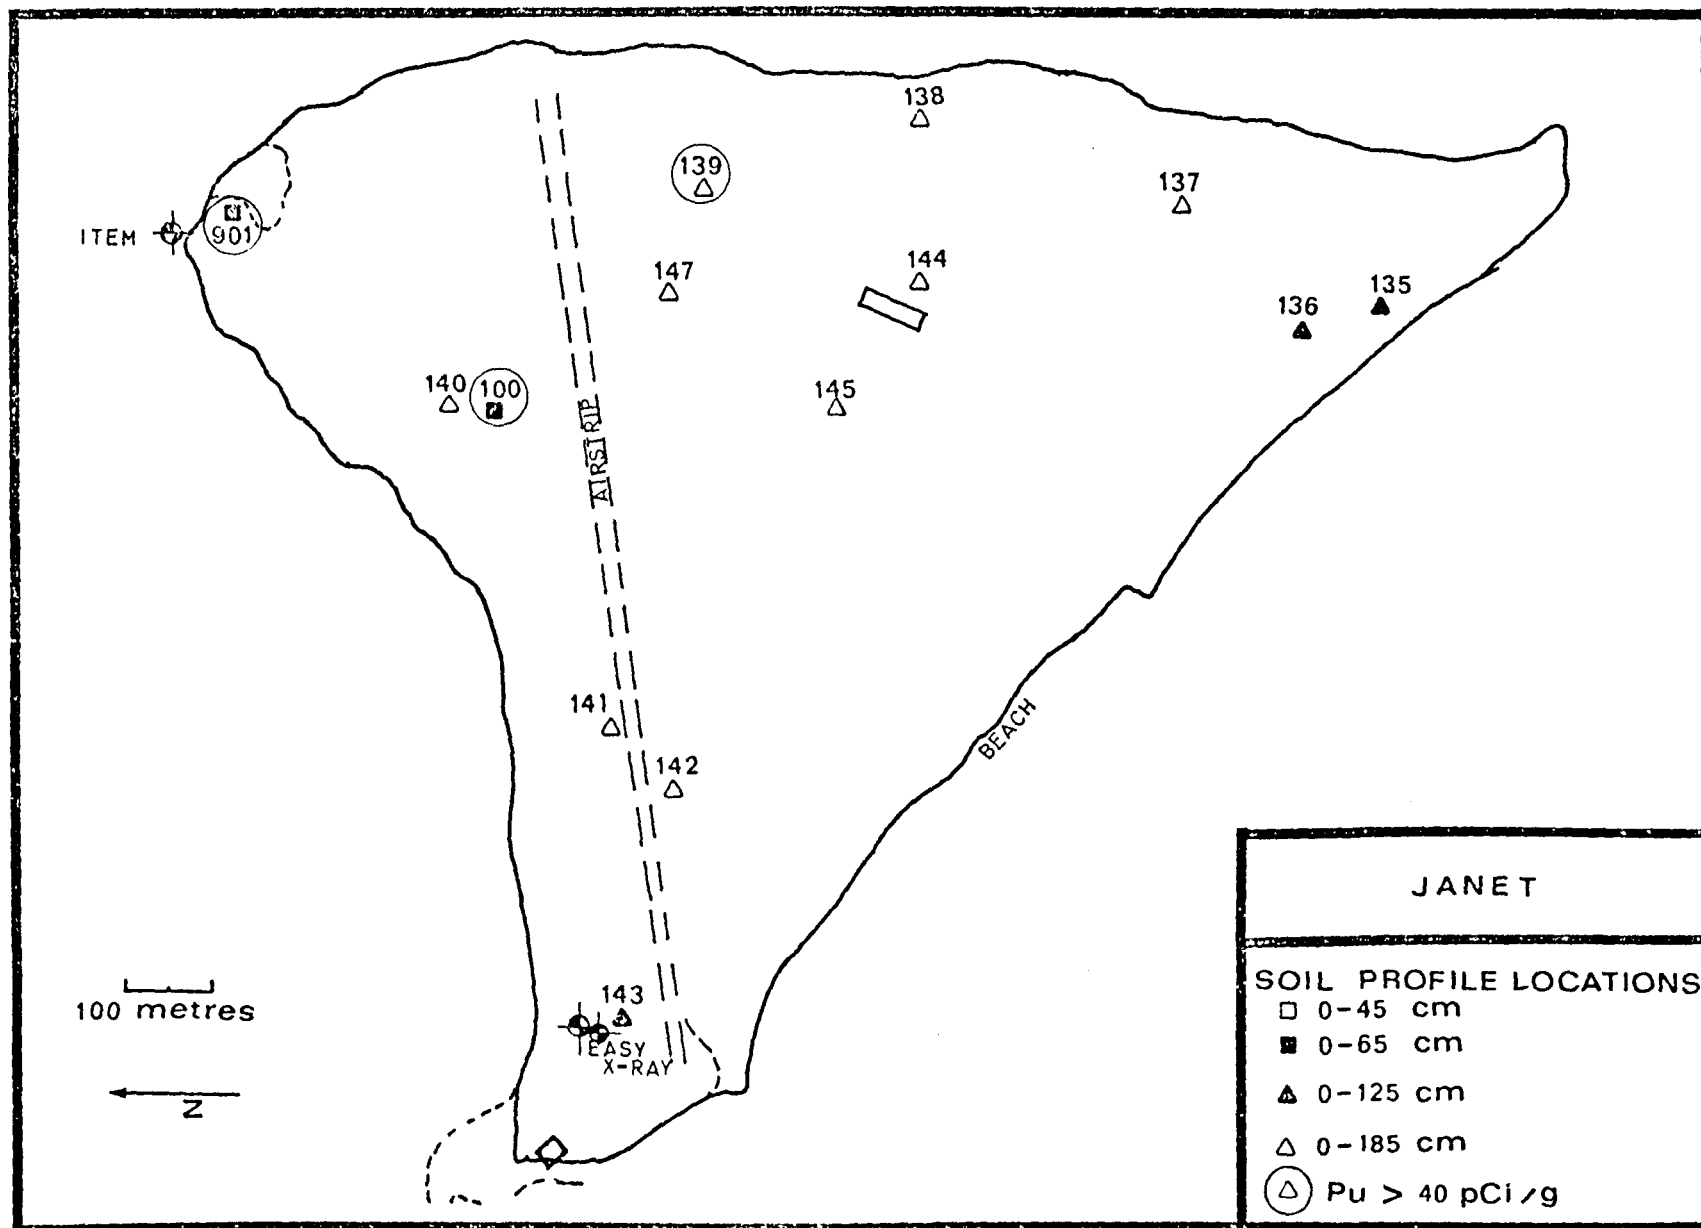 138
139
137
ITEM
901
147
144
135
136
140
100
145
AIRSTRIP
141
142
BEACH
JANET
100 metres
143
EASY
X-RAY
N
SOIL PROFILE LOCATIONS
0-45 cm
0-65 cm
0-125 cm
0-185 cm
Pu > 40 pCi/g